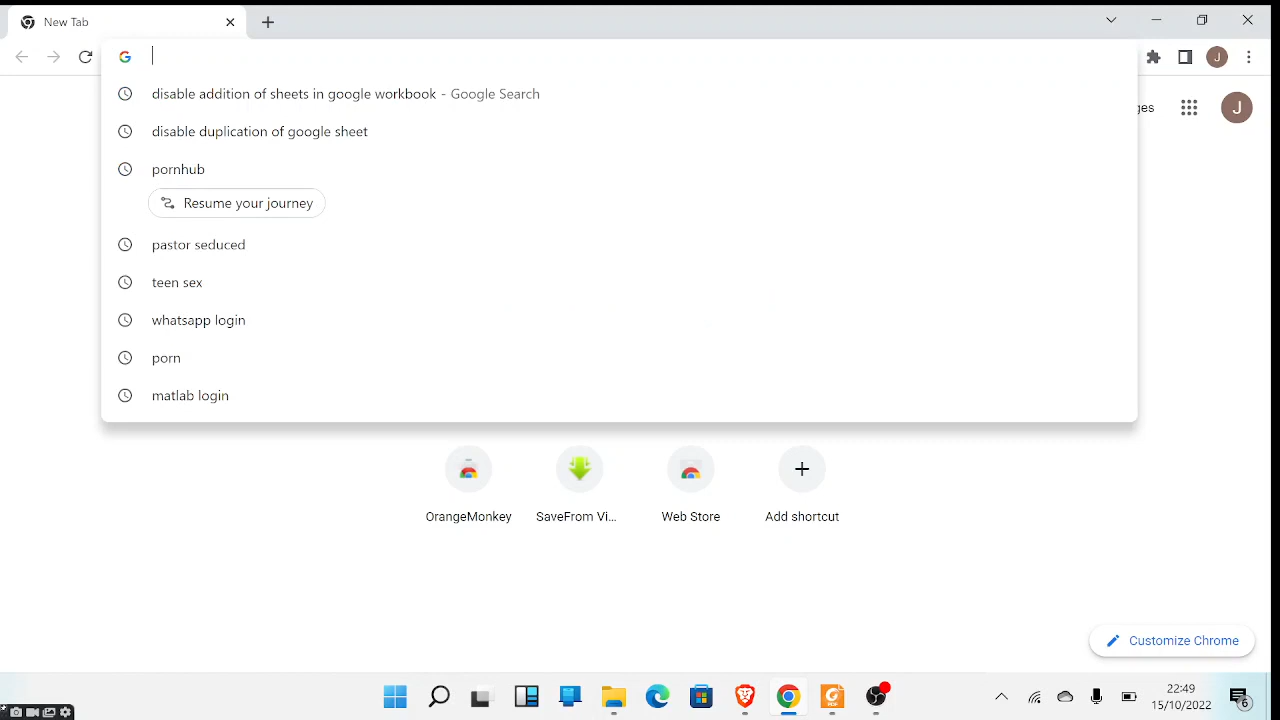 New Tab
disable addition of sheets in google workbook - Google Search
ges
J
J
disable duplication of google sheet
pornhub
Resume your journey
pastor seduced
teen sex
whatsapp login
porn
matlab login
OrangeMonkey
SaveFrom Vi...
Web Store
Add shortcut
Customize Chrome
22:49
15/10/2022
6